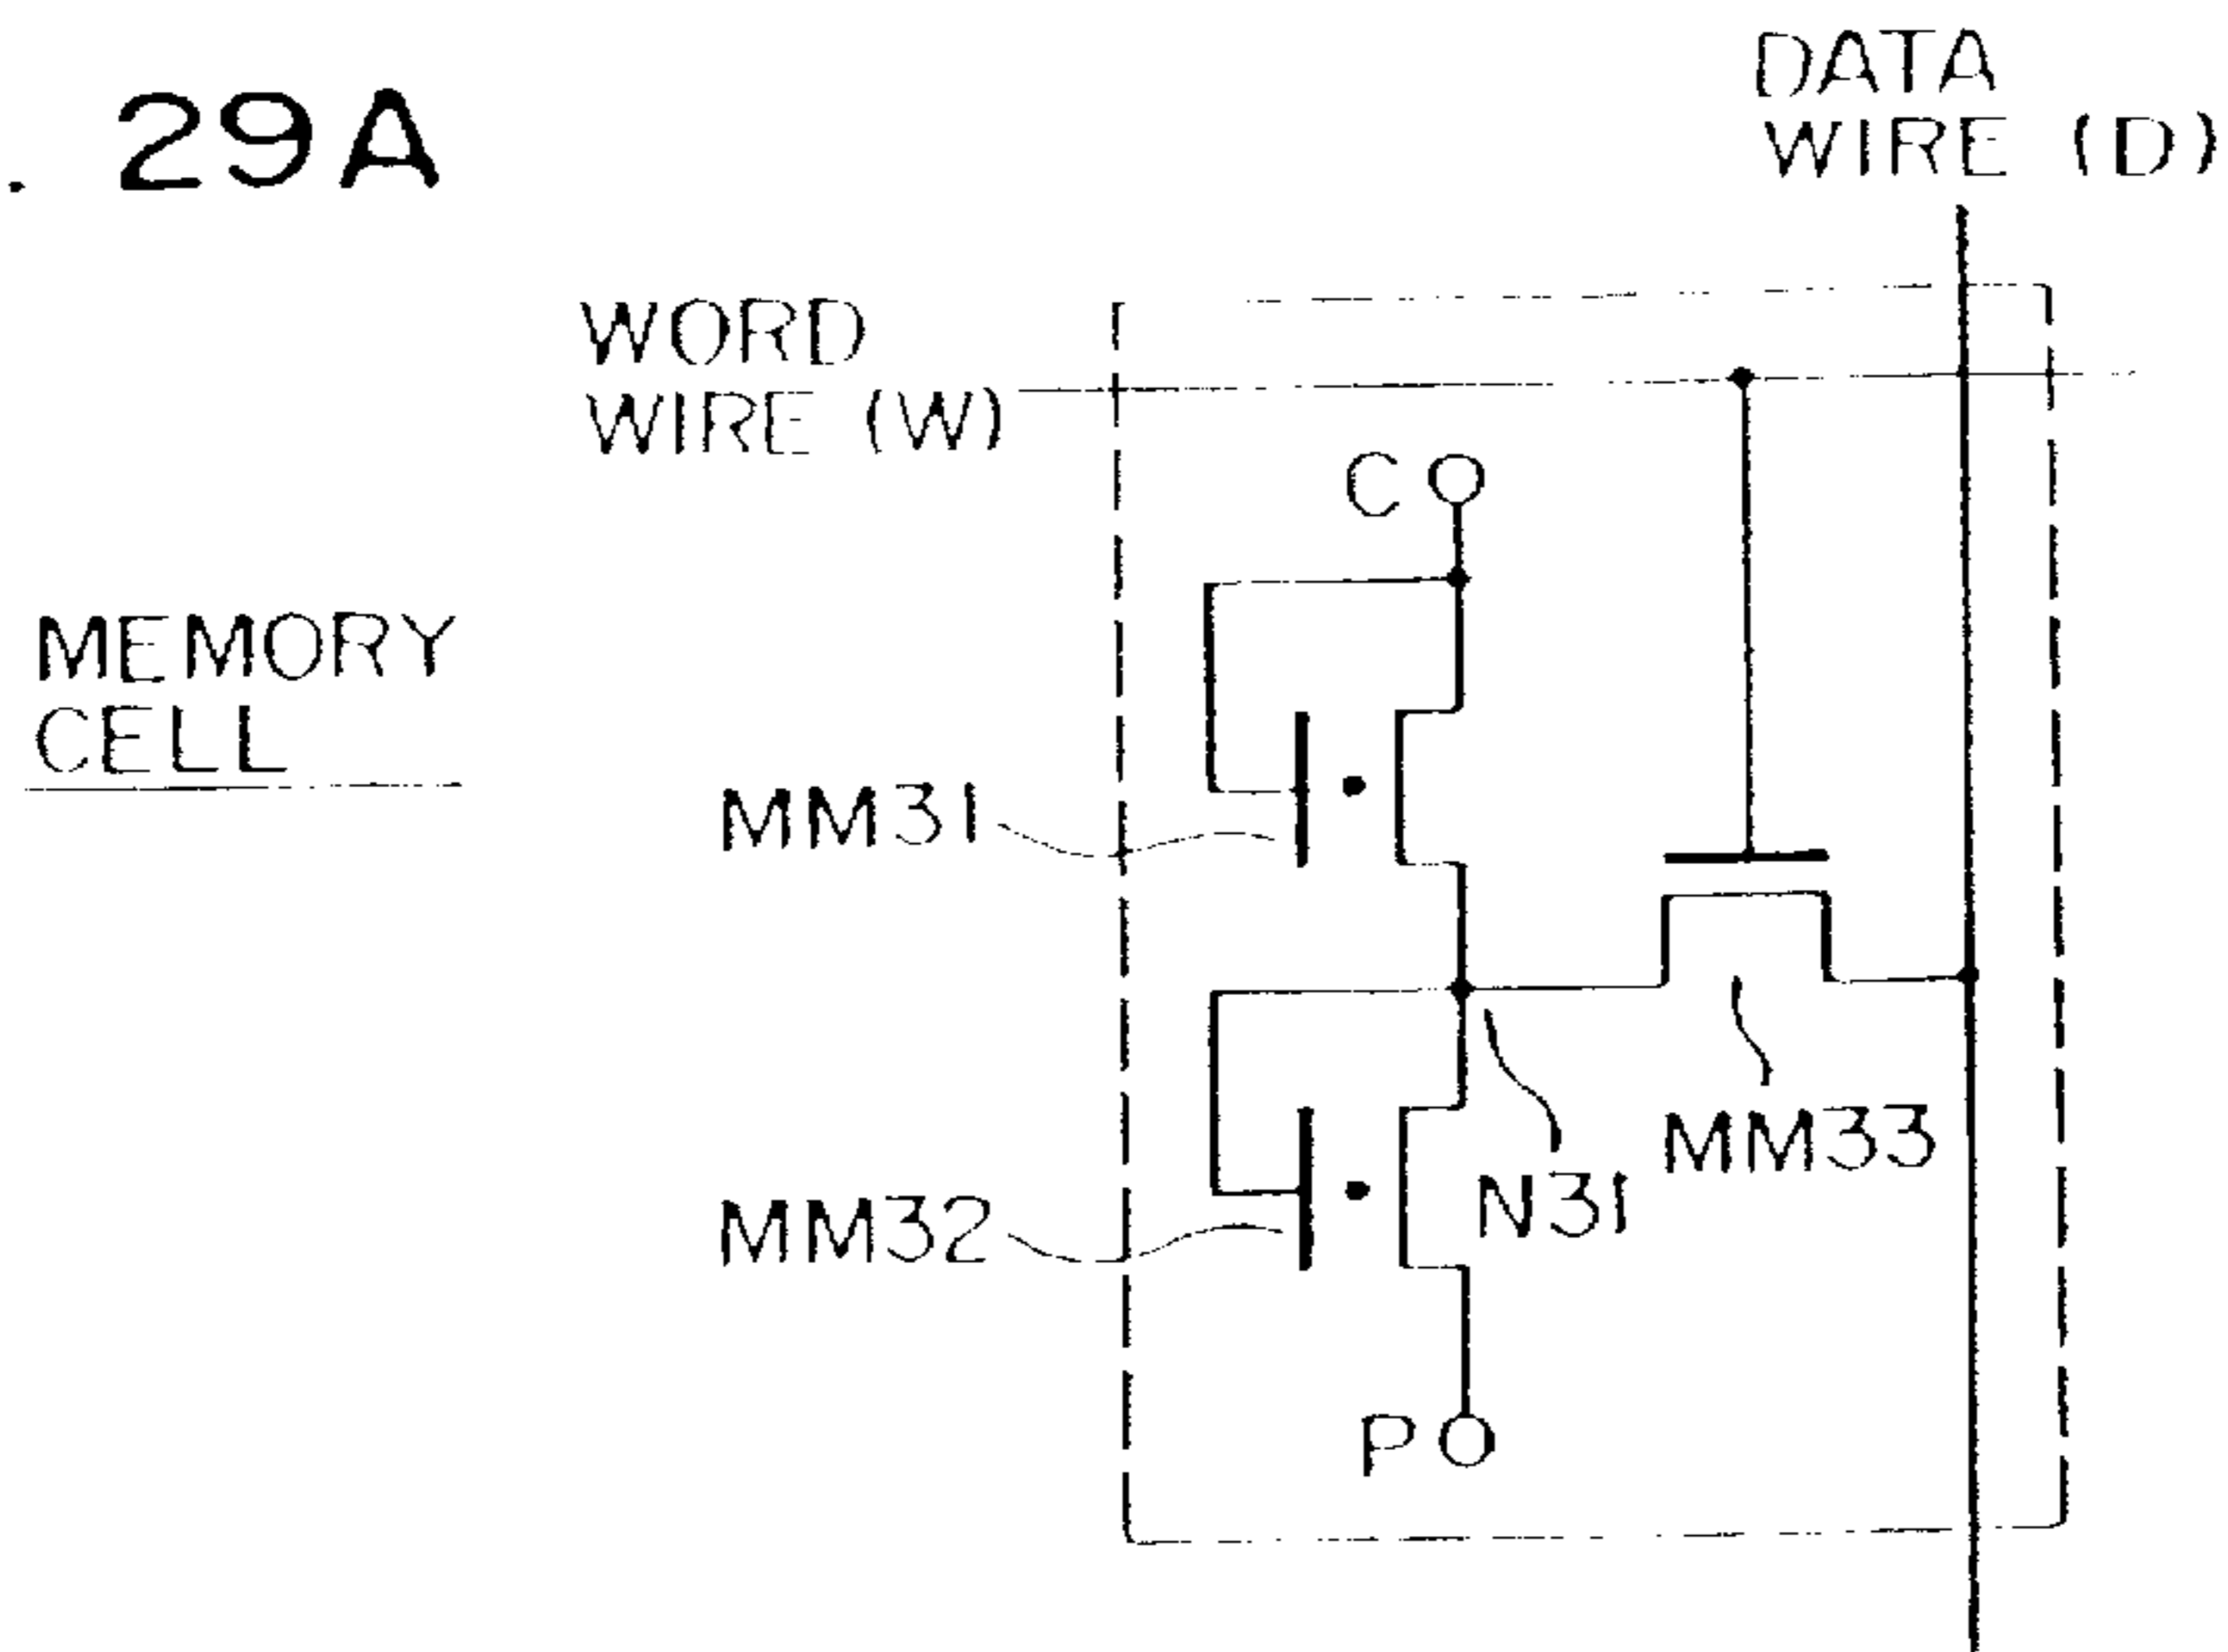 . 29A
DATA
WIRE (D)
WORD
WIRE (W)
C
MEMORY
CELL
MM31
MM33
N31
MM32
P